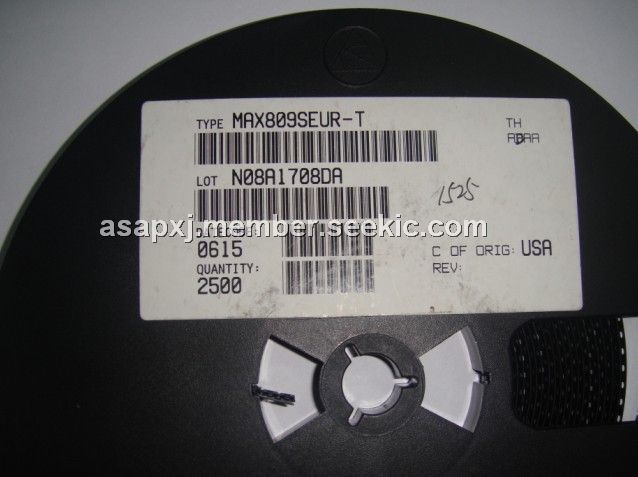 TYPE MAX809SEUR-T
TH
LOT N08A1708DA
1525
asapxj.member.seekic.com
0615
C OF ORIG: USA
QUANTITY:
REV:
2500